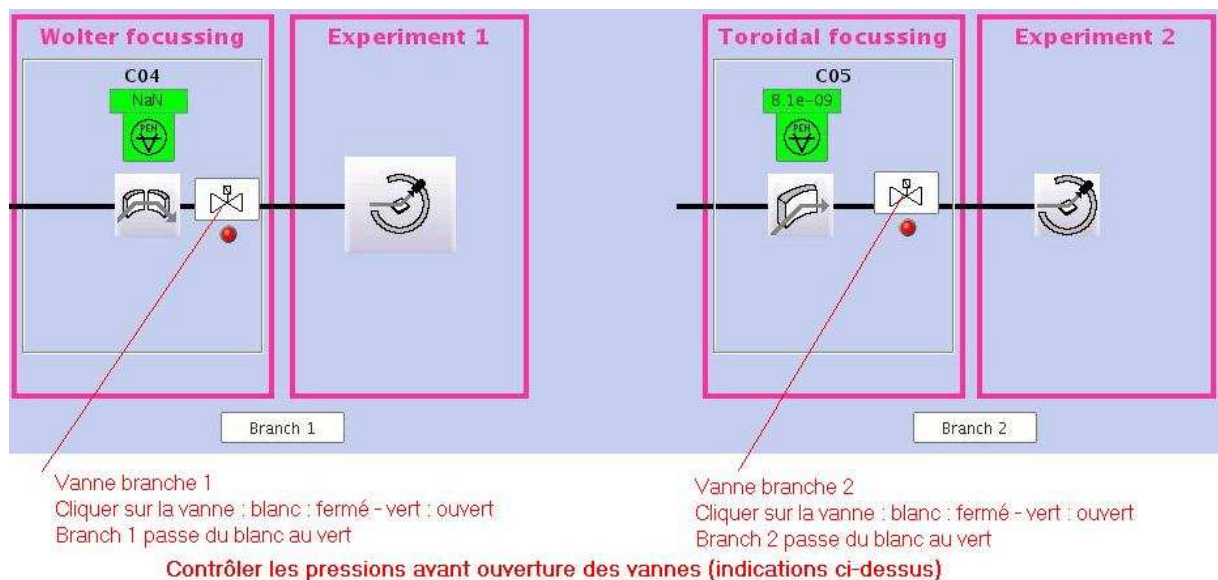 Wolter focussing
Experiment 1
Toroidal focussing
Experiment 2
C04
NaN
PEN
C05
8.1e-09
PEN
Branch 1
Branch 2
Vanne branche 1
Cliquer sur la vanne : blanc : fermé - vert : ouvert
Branch 1 passe du blanc au vert
Vanne branche 2
Cliquer sur la vanne : blanc : fermé - vert : ouvert
Branch 2 passe du blanc au vert
Contrôler les pressions avant ouverture des vannes (indications ci-dessus)